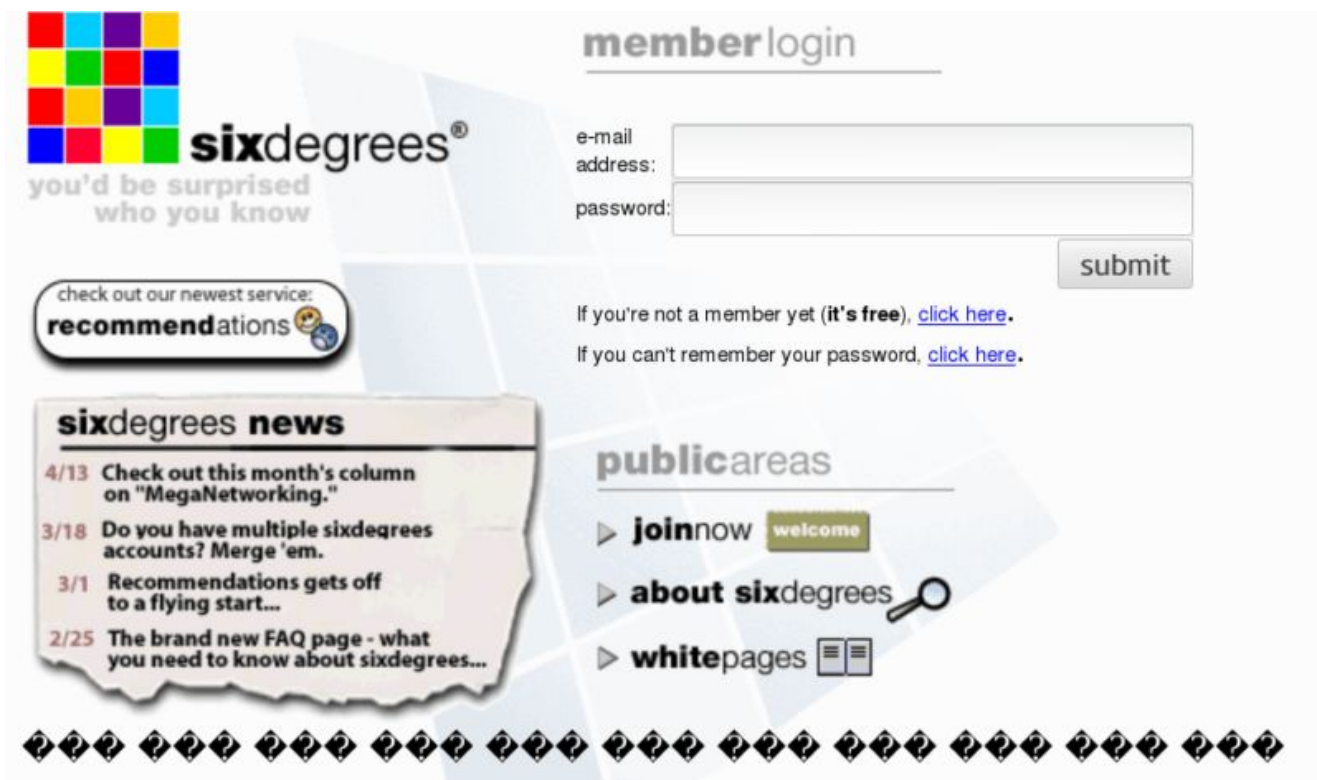 sixdegrees®
you'd be surprised
who you know
check out our newest service:
recommendations
sixdegrees news
4/13 Check out this month's column
on "MegaNetworking."
3/18 Do you have multiple sixdegrees
accounts? Merge 'em.
3/1 Recommendations gets off
to a flying start...
2/25 The brand new FAQ page - what
you need to know about sixdegrees...
memberlogin
e-mail
address:
password:
submit
If you're not a member yet (it's free), click here.
If you can't remember your password, click here.
publicareas
joinnow welcome
about sixdegrees
whitepages
��� ��� ��� ��� ��� ��� ��� ��� ��� ��� ���